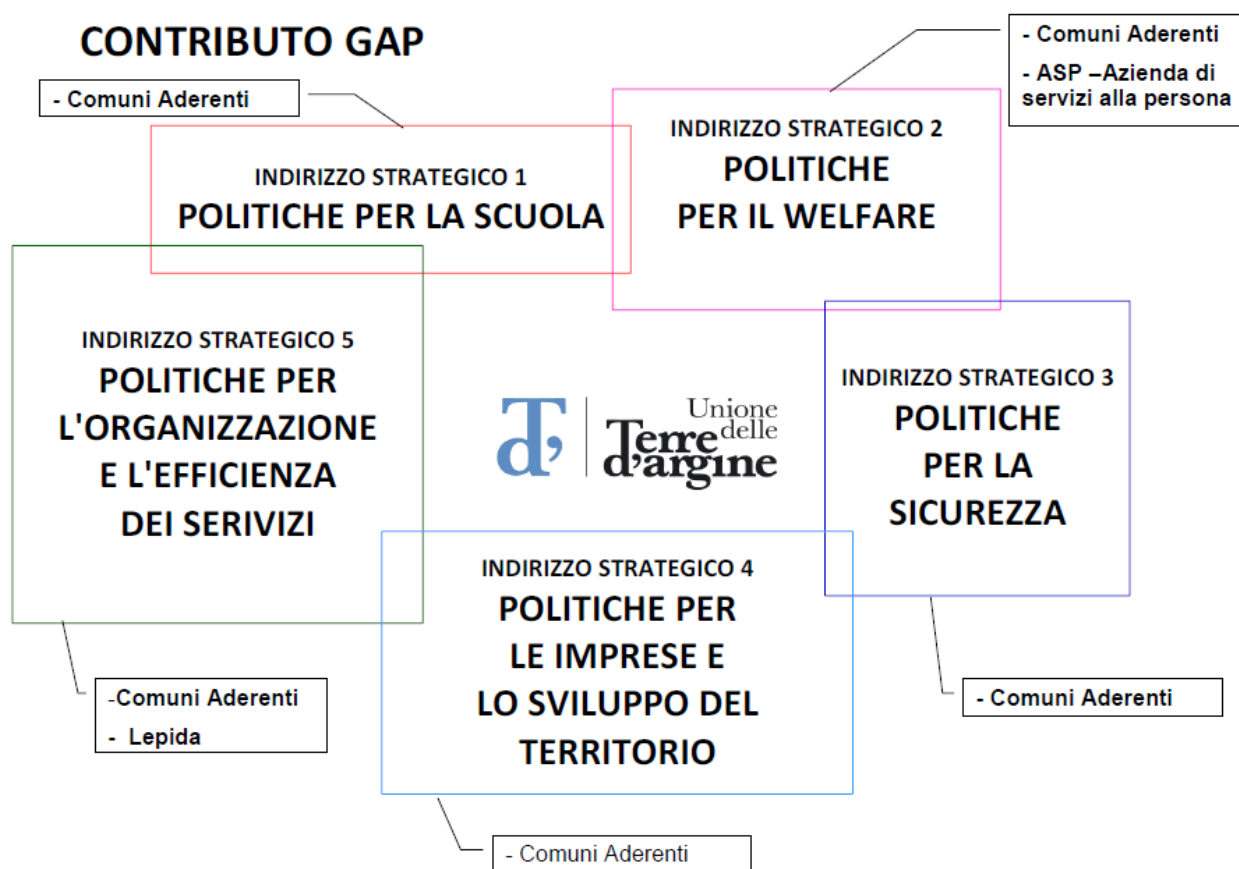 CONTRIBUTO GAP
- Comuni Aderenti
- Comuni Aderenti
- ASP –Azienda di
servizi alla persona
INDIRIZZO STRATEGICO 1
POLITICHE PER LA SCUOLA
INDIRIZZO STRATEGICO 2
POLITICHE
PER IL WELFARE
INDIRIZZO STRATEGICO 5
POLITICHE PER
L'ORGANIZZAZIONE
E L'EFFICIENZA
DEI SERIVIZI
Td'
Unione
delle
Terre
d'argine
INDIRIZZO STRATEGICO 3
POLITICHE
PER LA
SICUREZZA
INDIRIZZO STRATEGICO 4
POLITICHE PER
LE IMPRESE E
LO SVILUPPO DEL
TERRITORIO
-Comuni Aderenti
- Lepida
- Comuni Aderenti
- Comuni Aderenti